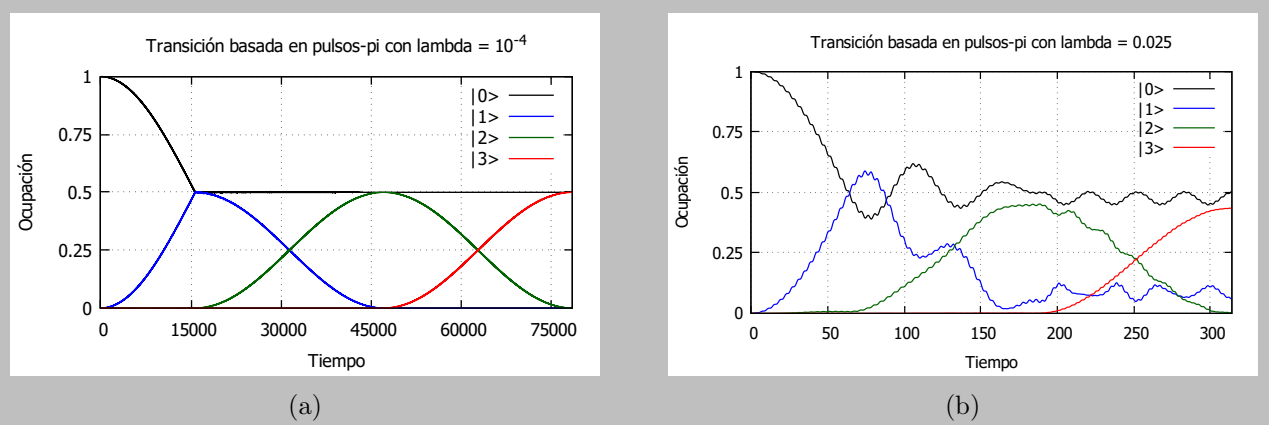 Transición basada en pulsos-pi con lambda = 10⁻⁴
Ocupación
1
0.75
0.5
0.25
0
|0>
|1>
|2>
|3>
0 15000 30000 45000 60000 75000
Tiempo
(a)
Transición basada en pulsos-pi con lambda = 0.025
Ocupación
1
0.75
0.5
0.25
0
|0>
|1>
|2>
|3>
0 50 100 150 200 250 300
Tiempo
(b)